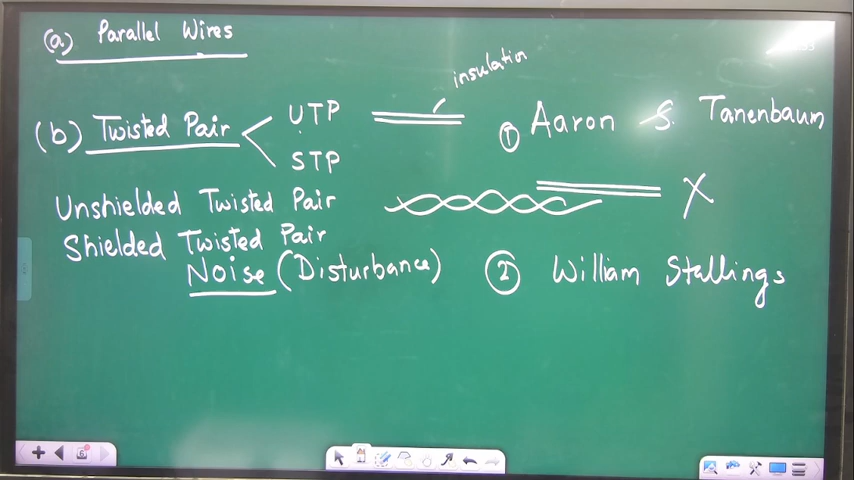 (a) Parallel Wires
insulation
(b) Twisted Pair
UTP
STP
① Aaron S. Tanenbaum
Unshielded Twisted Pair
X
Shielded Twisted Pair
Noise (Disturbance)
② William Stallings
6